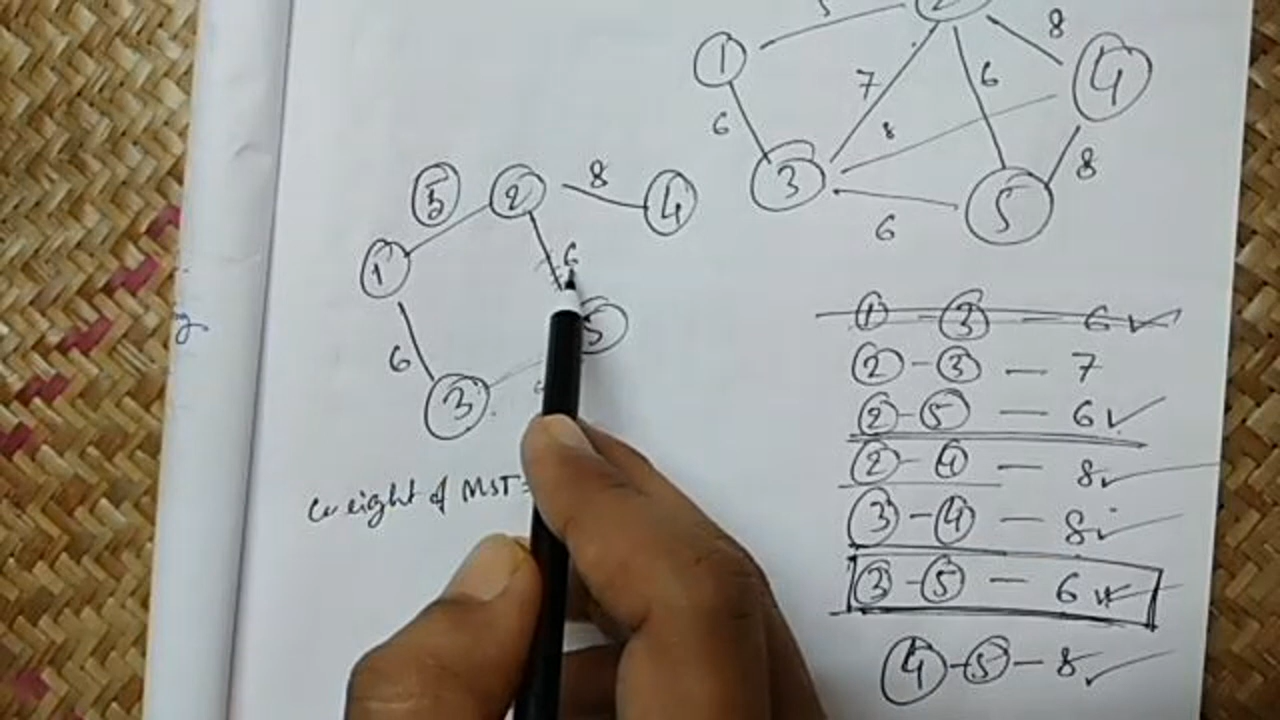 5 2 8
1 7 6 4
6 8 8
3 5
6
5 2 8 4
1 6
6 5
3
weight of MST=
1 - 3 - 6 ✓
2 - 3 - 7
2 - 5 - 6 ✓
2 - 4 - 8 ✓
3 - 4 - 8 ✓
3 - 5 - 6 ✓
4 - 5 - 8 ✓